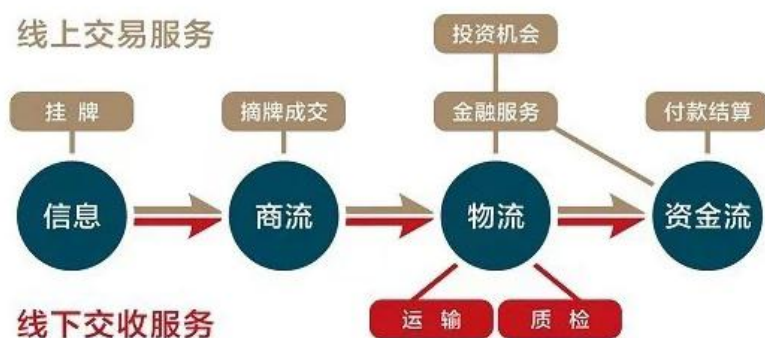 线上交易服务
投资机会
挂 牌
摘牌成交
金融服务
付款结算
信息
商流
物流
资金流
线下交收服务
运 输
质 检